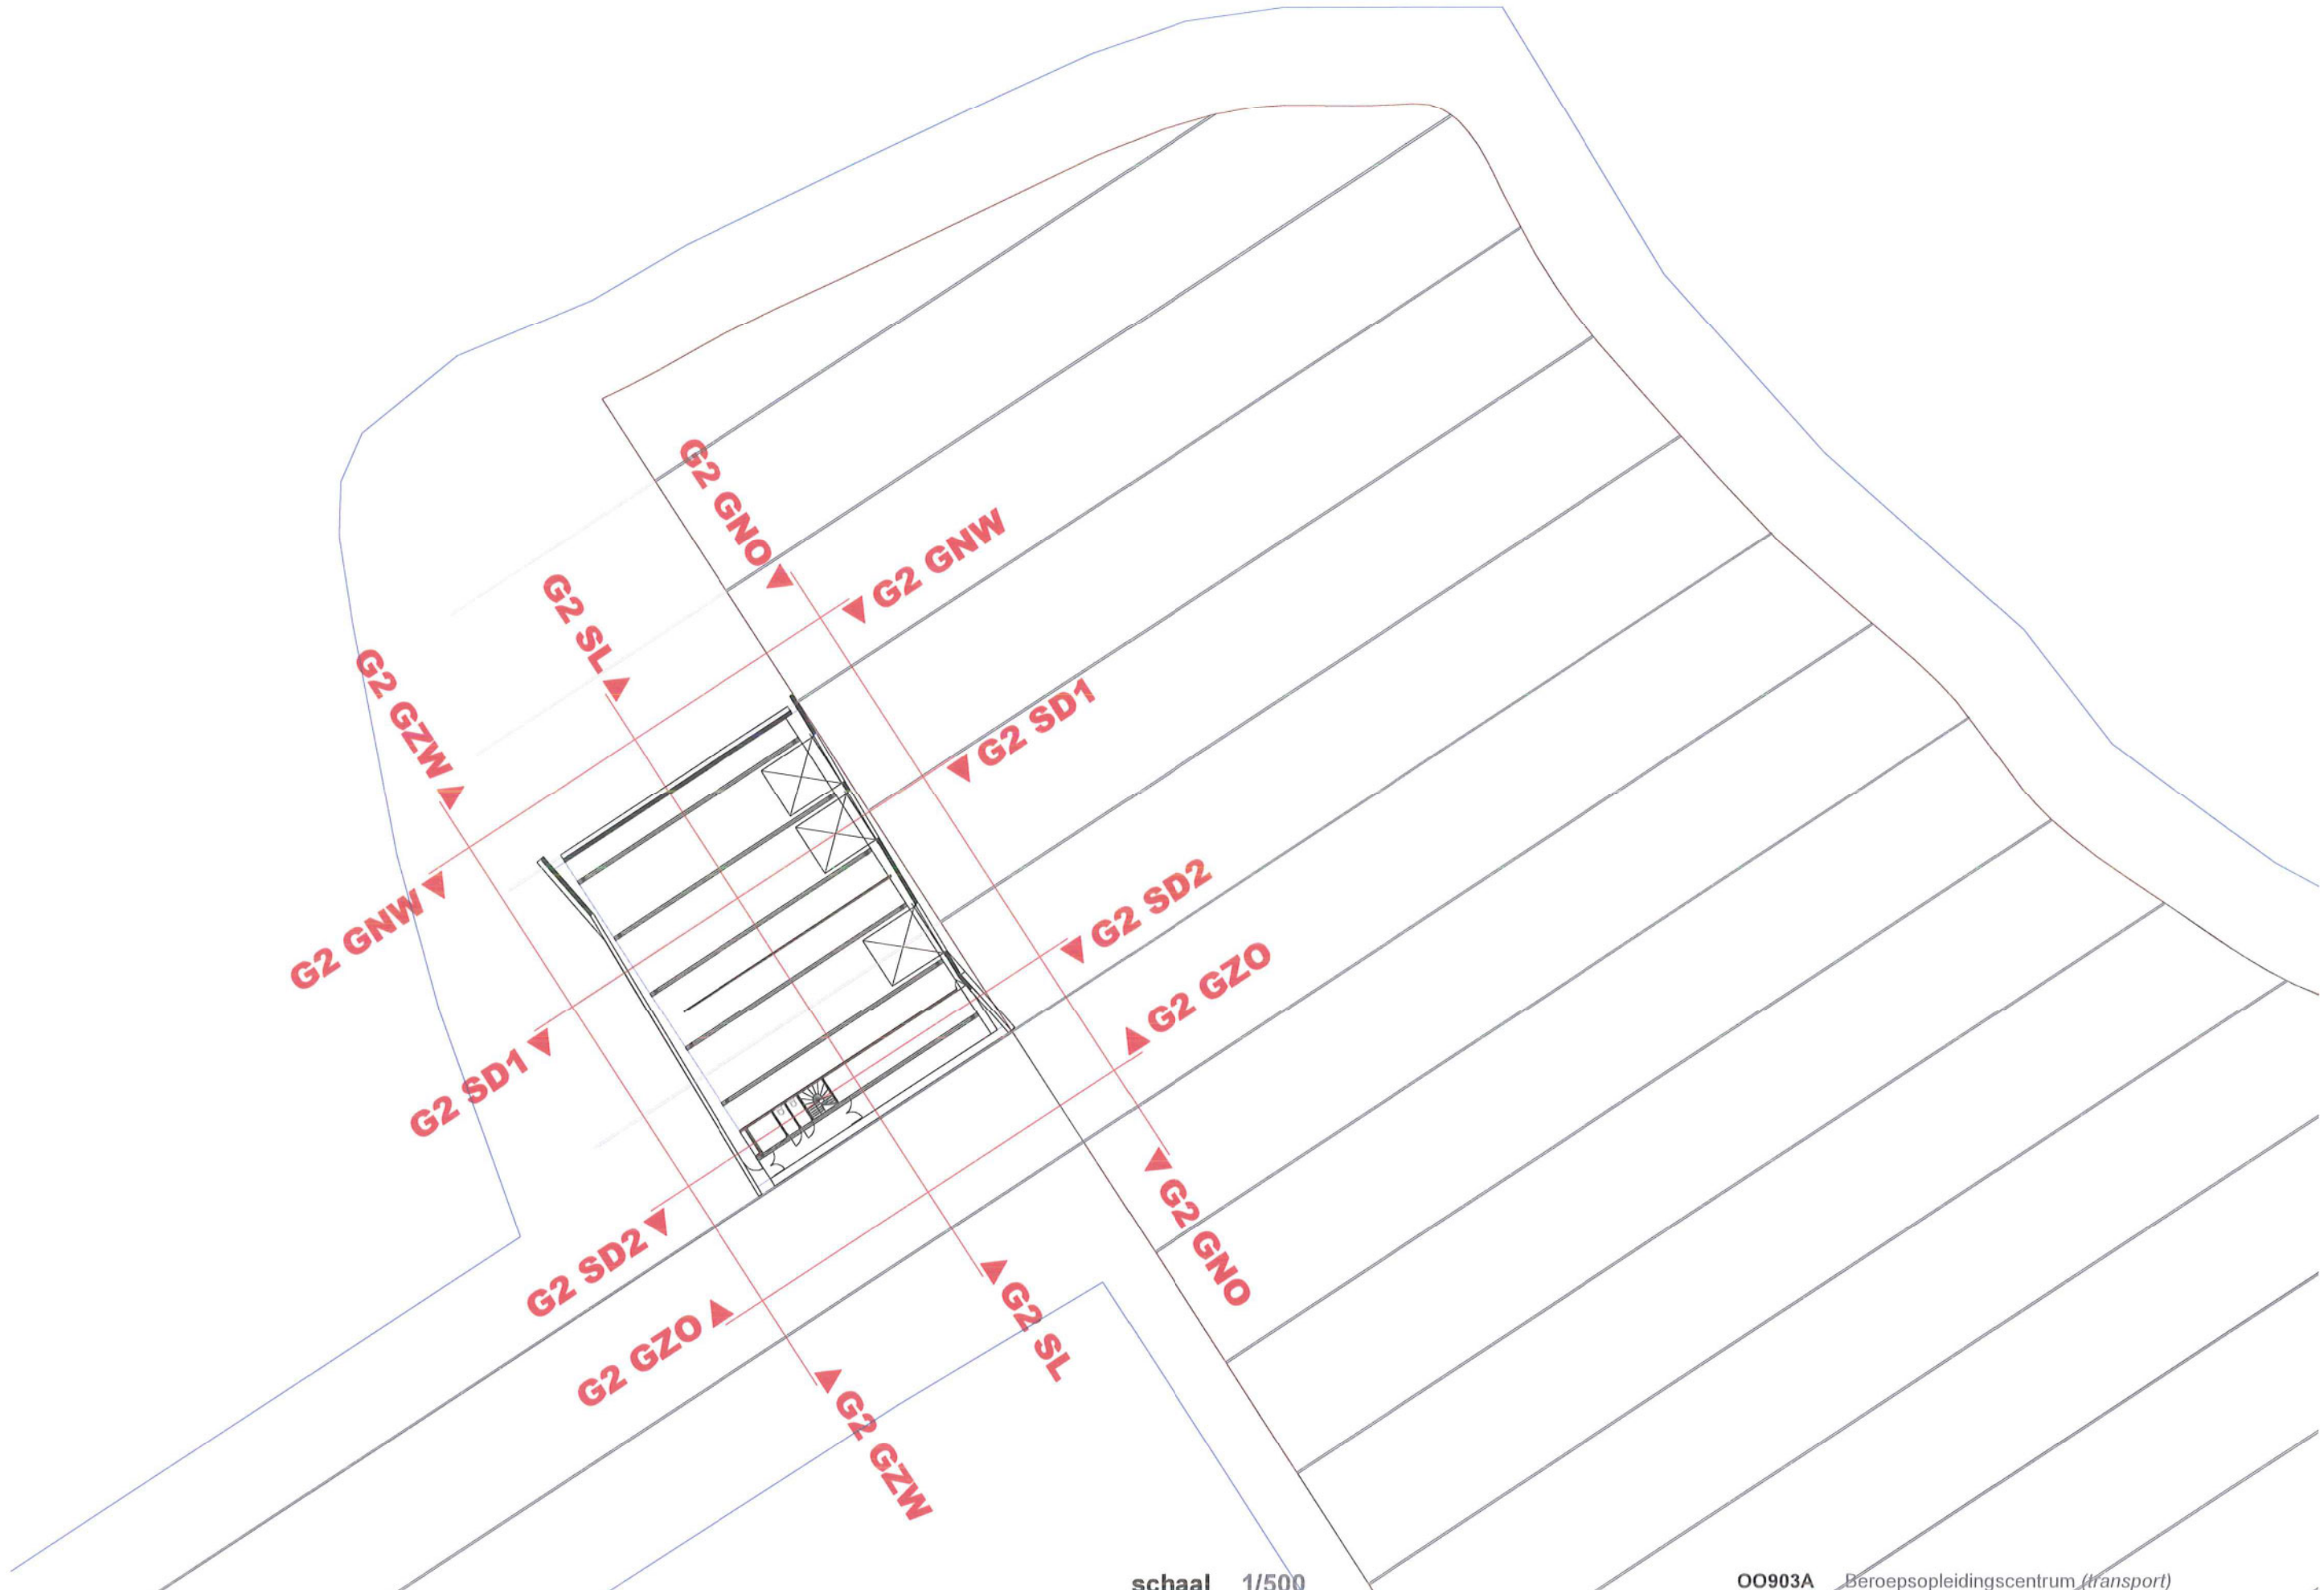 G2 GNO
G2 GNW
G2 SL
G2 GZW
G2 SD1
G2 SD2
G2 GNW
G2 GZO
G2 SD1
G2 SD2
G2 GNO
G2 GZO
G2 SL
G2 GZW
schaal 1/500
OO903A Beroepsopleidingscentrum (transport)